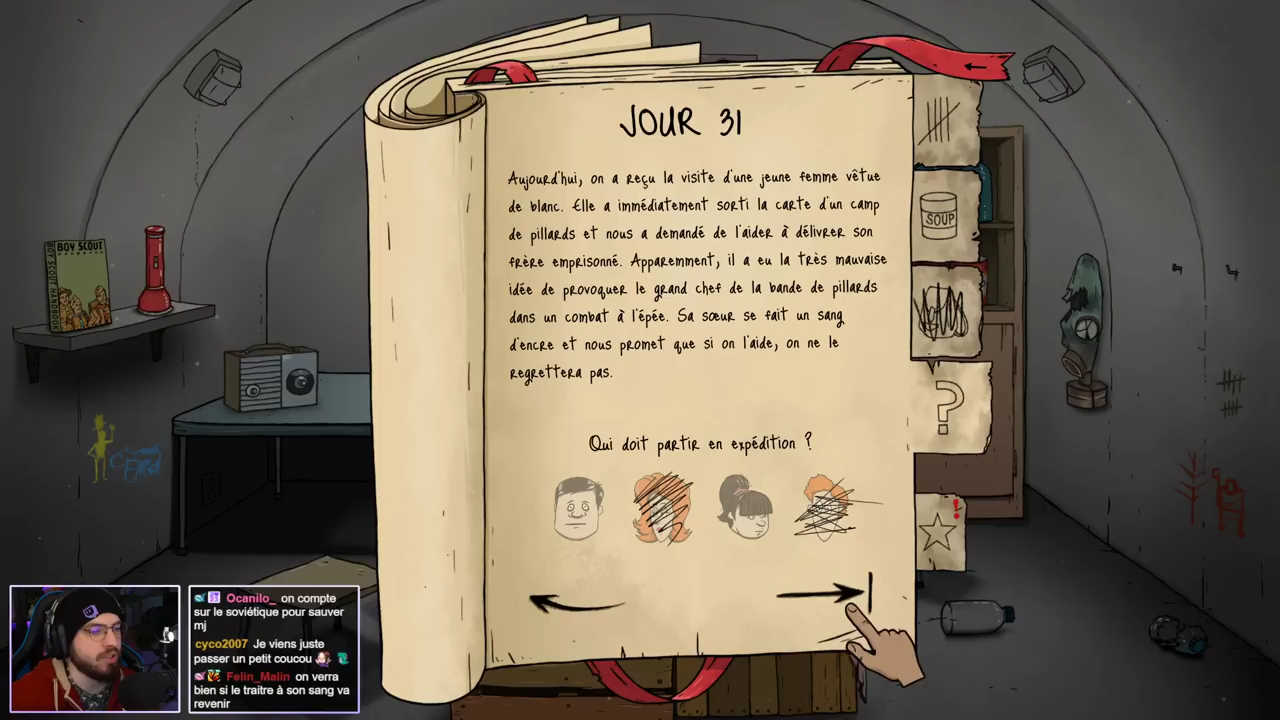 JOUR 31
Aujourd'hui, on a reçu la visite d'une jeune femme vêtue
de blanc. Elle a immédiatement sorti la carte d'un camp
de pillards et nous a demandé de l'aider à délivrer son
frère emprisonné. Apparemment, il a eu la très mauvaise
idée de provoquer le grand chef de la bande de pillards
dans un combat à l'épée. Sa sœur se fait un sang
d'encre et nous promet que si on l'aide, on ne le
regrettera pas.
Qui doit partir en expédition ?
SOUP
?
!
BOY SCOUT
BOY SCOUT HANDBOOK
Ocanilo_ on compte
sur le soviétique pour sauver
mj
cyco2007 Je viens juste
passer un petit coucou
Felin_Malin on verra
bien si le traitre à son sang va
revenir